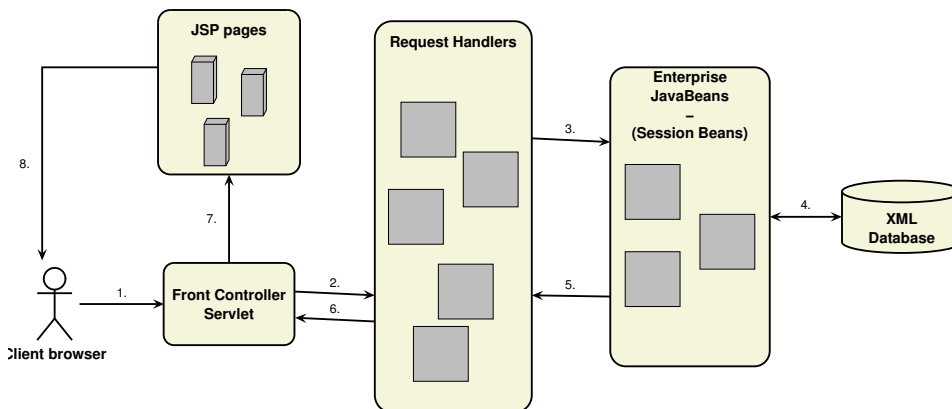 JSP pages
Request Handlers
Enterprise
JavaBeans
–
(Session Beans)
8.
3.
7.
4.
XML
Database
1.
Front Controller
Servlet
2.
6.
5.
Client browser